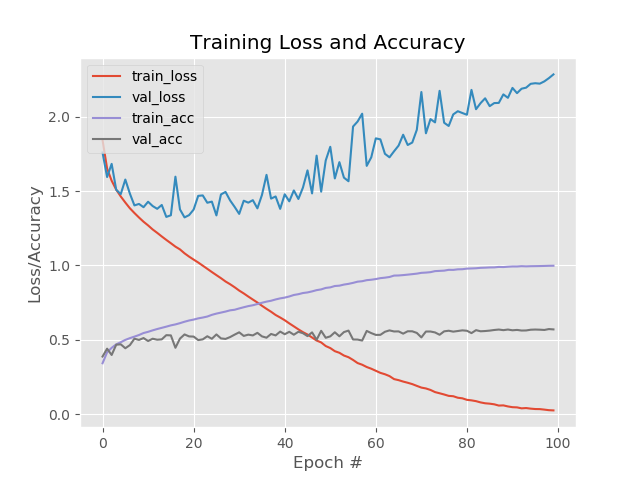 Training Loss and Accuracy
train_loss
val_loss
train_acc
val_acc
Loss/Accuracy
2.0
1.5
1.0
0.5
0.0
0 20 40 60 80 100
Epoch #